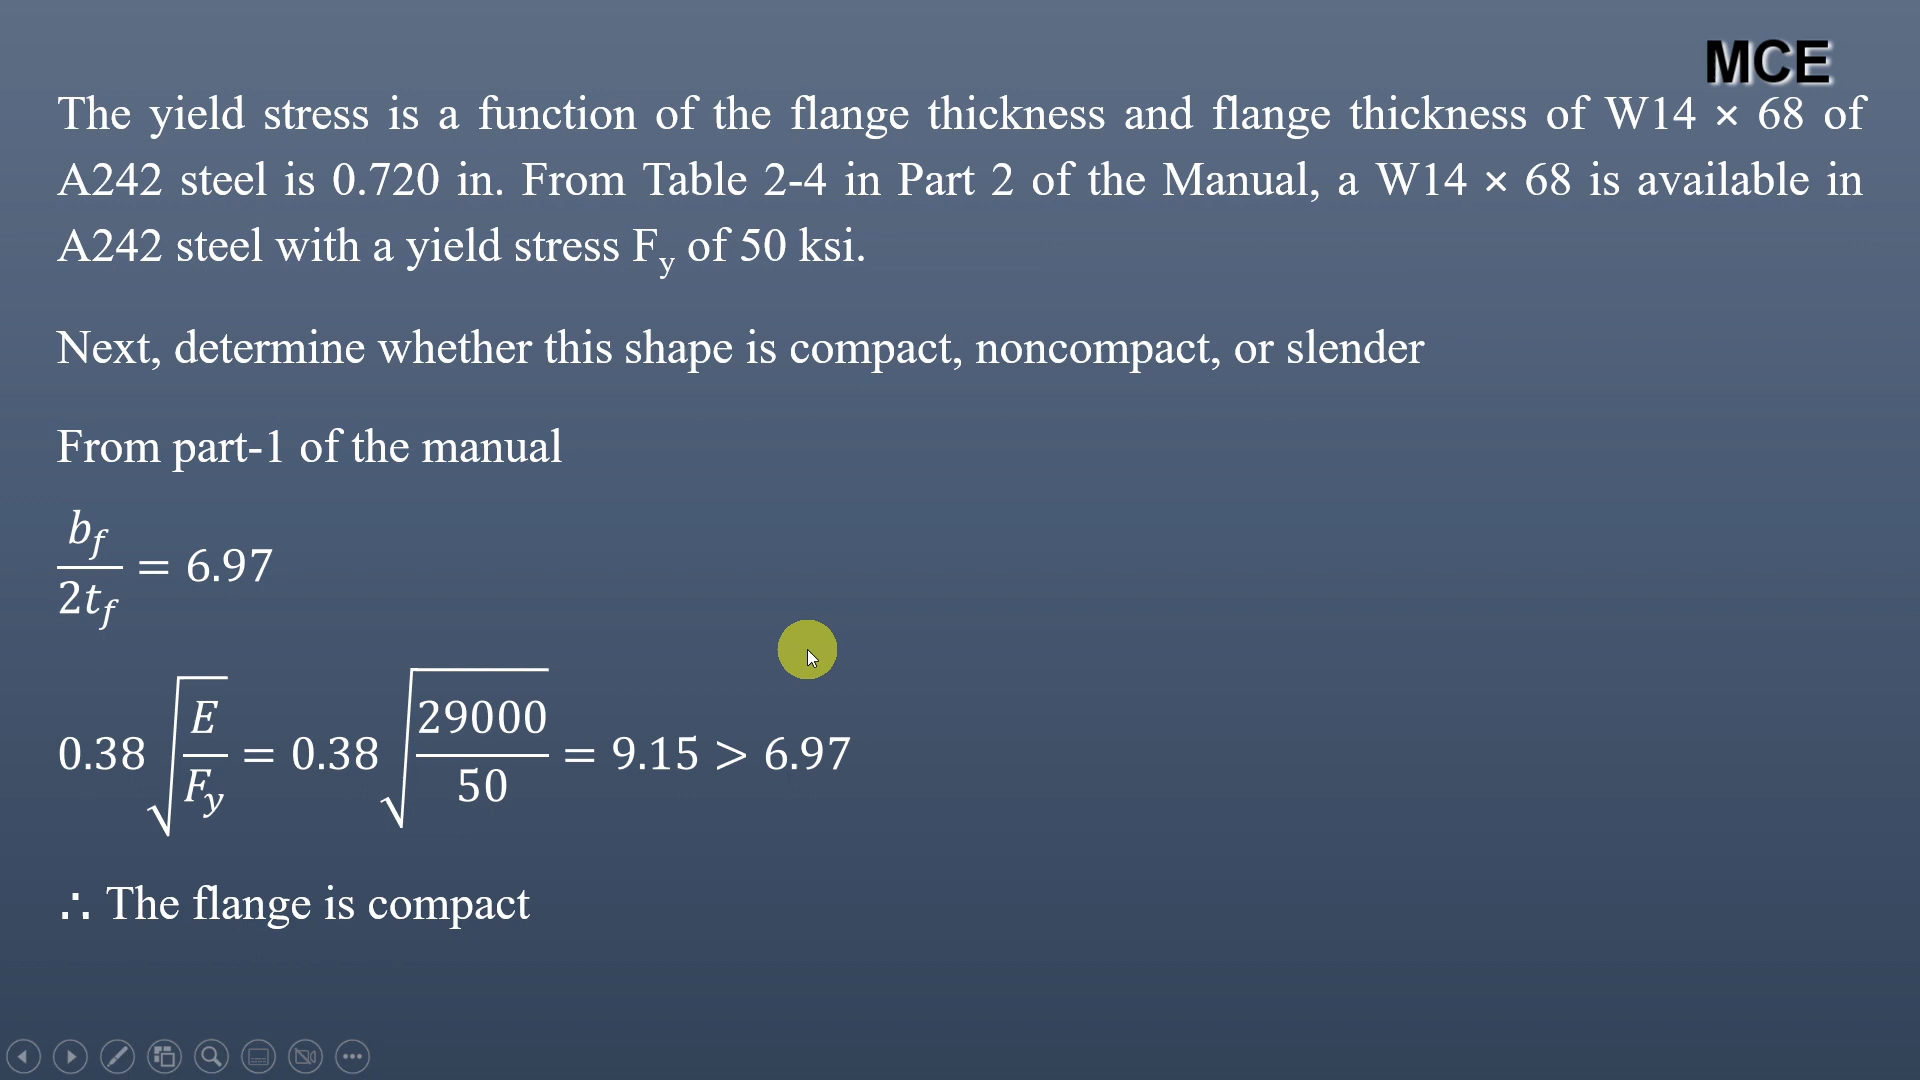 MCE
The yield stress is a function of the flange thickness and flange thickness of W14 × 68 of
A242 steel is 0.720 in. From Table 2-4 in Part 2 of the Manual, a W14 × 68 is available in
A242 steel with a yield stress F_y of 50 ksi.
Next, determine whether this shape is compact, noncompact, or slender
From part-1 of the manual
b_f / 2t_f = 6.97
0.38 √(E / F_y) = 0.38 √(29000 / 50) = 9.15 > 6.97
∴ The flange is compact